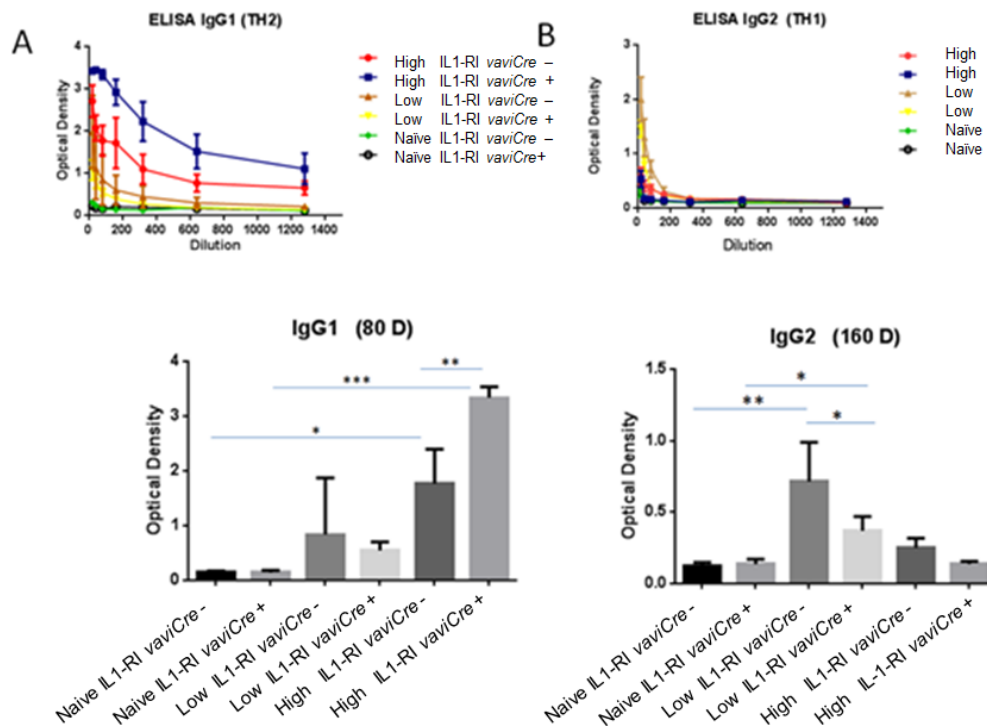 A
ELISA IgG1 (TH2)
Optical Density
4
3
2
1
0
0 200 400 600 800 1000 1200 1400
Dilution
High IL1-RI vaviCre –
High IL1-RI vaviCre +
Low IL1-RI vaviCre –
Low IL1-RI vaviCre +
Naïve IL1-RI vaviCre –
Naïve IL1-RI vaviCre+
B
ELISA IgG2 (TH1)
Optical Density
3
2
1
0
0 200 400 600 800 1000 1200 1400
Dilution
High
High
Low
Low
Naïve
Naïve
IgG1 (80 D)
Optical Density
4
3
2
1
0
*
***
**
Naive IL1-RI vaviCre -
Naive IL1-RI vaviCre +
Low IL1-RI vaviCre -
Low IL1-RI vaviCre +
High IL1-RI vaviCre -
High IL1-RI vaviCre +
IgG2 (160 D)
Optical Density
1.5
1.0
0.5
0.0
**
*
*
Naive IL1-RI vaviCre -
Naive IL1-RI vaviCre +
Low IL1-RI vaviCre -
Low IL1-RI vaviCre +
High IL1-RI vaviCre -
High IL-1-RI vaviCre +